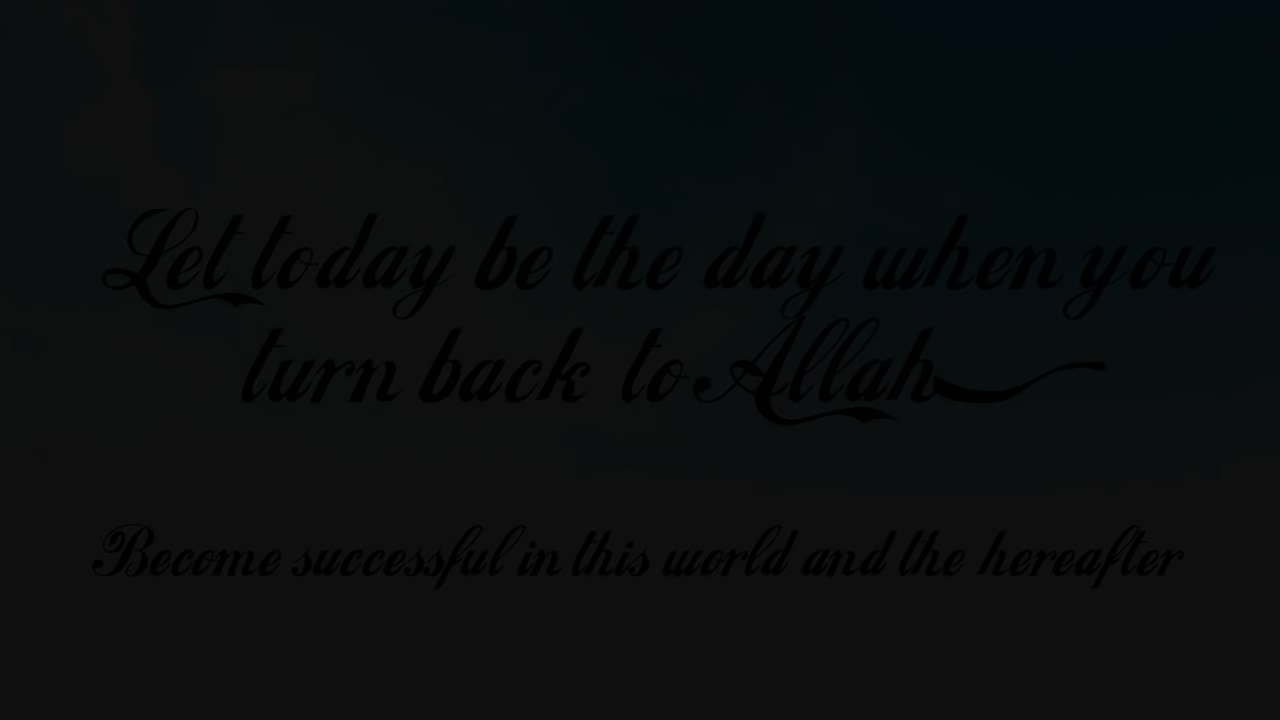 Let today be the day when you
turn back to Allah
Become successful in this world and the hereafter